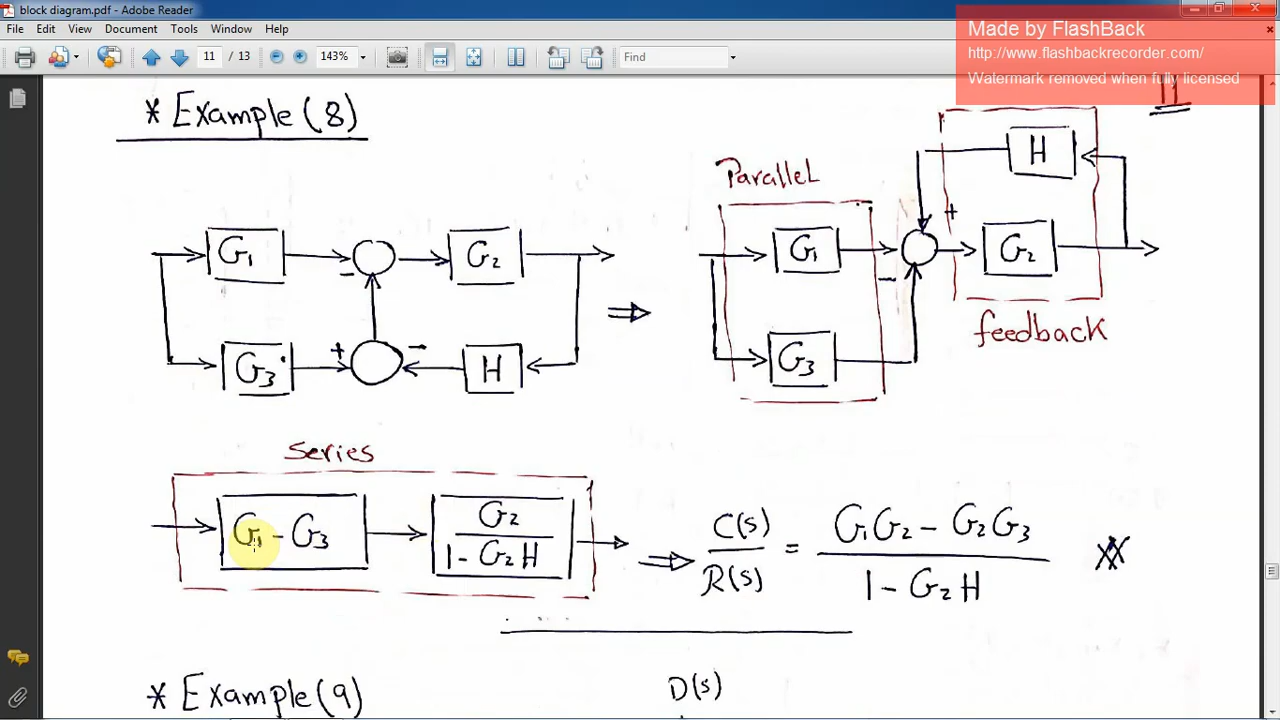 block diagram.pdf - Adobe Reader
File Edit View Document Tools Window Help
11 / 13 143% Find
Made by FlashBack
http://www.flashbackrecorder.com/
Watermark removed when fully licensed
11
* Example (8)
G₁ - G₂
G₃ + - H
Parallel
H
+
G₁ - G₂
G₃
feedback
⇒
Series
G₁ - G₃
G₂ / 1 - G₂H
⇒ C(s) / R(s) = G₁G₂ - G₂G₃ / 1 - G₂H
* Example (9)
D(s)